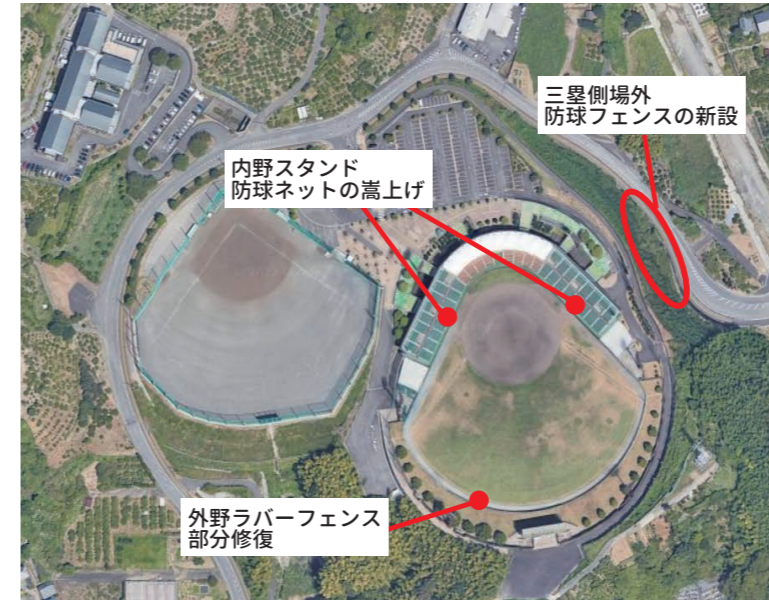 三塁側場外
防球フェンスの新設
内野スタンド
防球ネットの嵩上げ
外野ラバーフェンス
部分修復